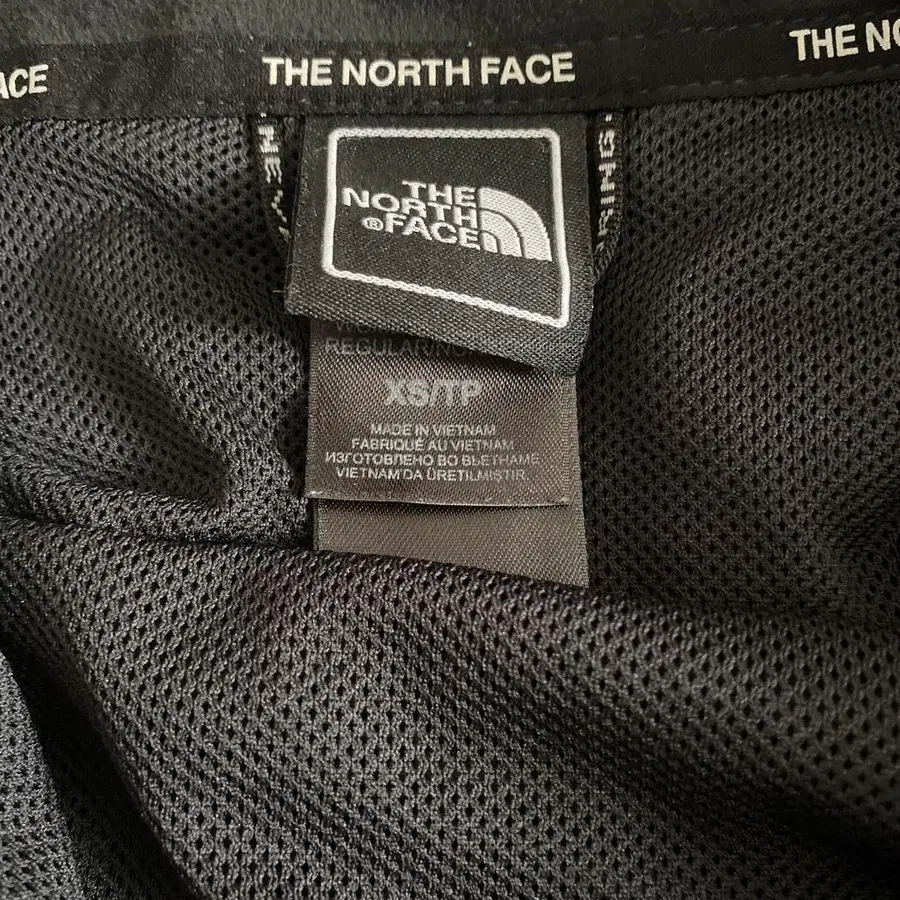 ACE
THE NORTH FACE
THE NO
THE
NORTH
® FACE
XS/TP
MADE IN VIETNAM
FABRIQUÉ AU VIETNAM
ИЗГОТОВЛЕНО ВО ВЬЕТНАМЕ
VIETNAM'DA ÜRETILMIŞTIR